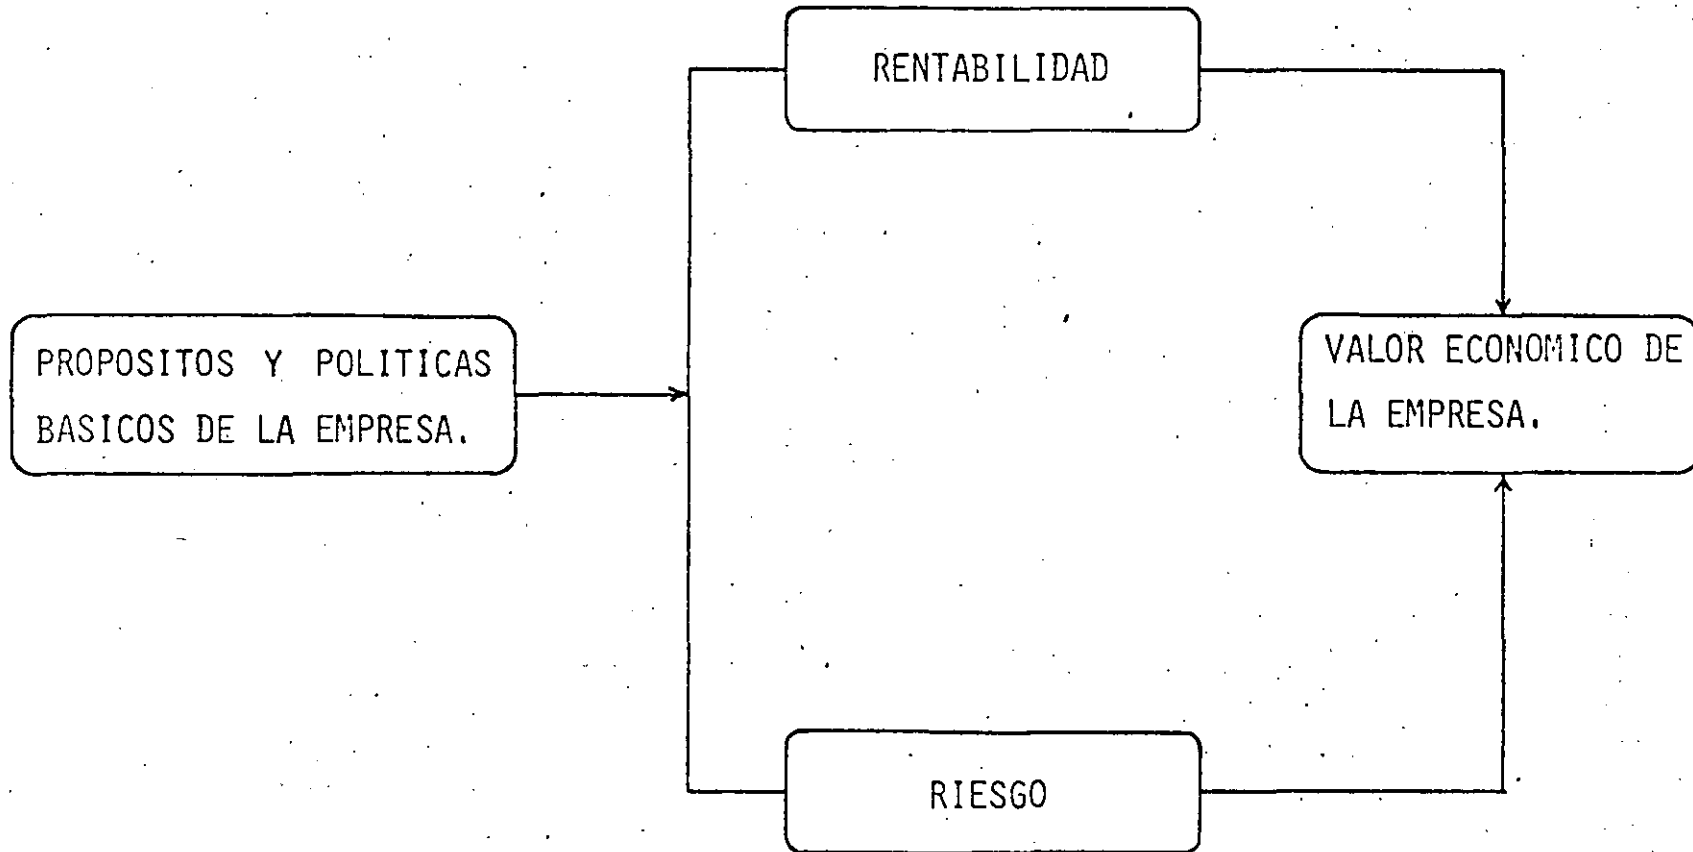 RENTABILIDAD
PROPOSITOS Y POLITICAS
BASICOS DE LA EMPRESA.
VALOR ECONOMICO DE
LA EMPRESA.
RIESGO